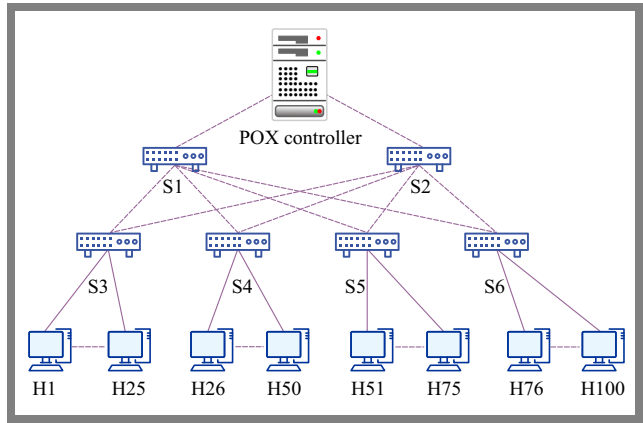 POX controller
S1
S2
S3
S4
S5
S6
H1
H25
H26
H50
H51
H75
H76
H100